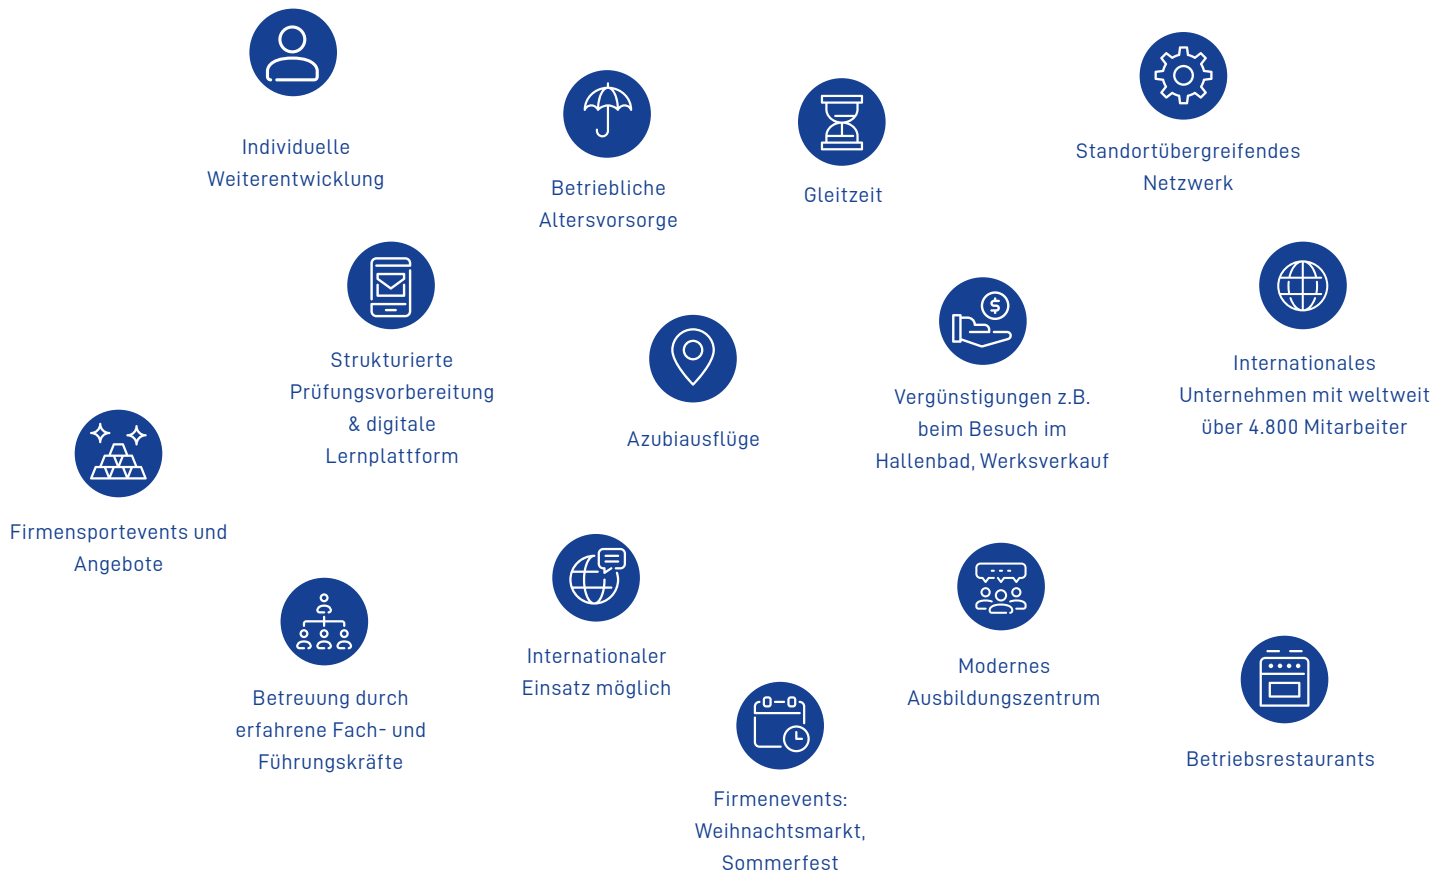 Individuelle
Weiterentwicklung
Betriebliche
Altersvorsorge
Gleitzeit
Standortübergreifendes
Netzwerk
Strukturierte
Prüfungsvorbereitung
& digitale
Lernplattform
Azubiausflüge
Vergünstigungen z.B.
beim Besuch im
Hallenbad, Werksverkauf
Internationales
Unternehmen mit weltweit
über 4.800 Mitarbeiter
Firmensportevents und
Angebote
Betreuung durch
erfahrene Fach- und
Führungskräfte
Internationaler
Einsatz möglich
Firmenevents:
Weihnachtsmarkt,
Sommerfest
Modernes
Ausbildungszentrum
Betriebsrestaurants